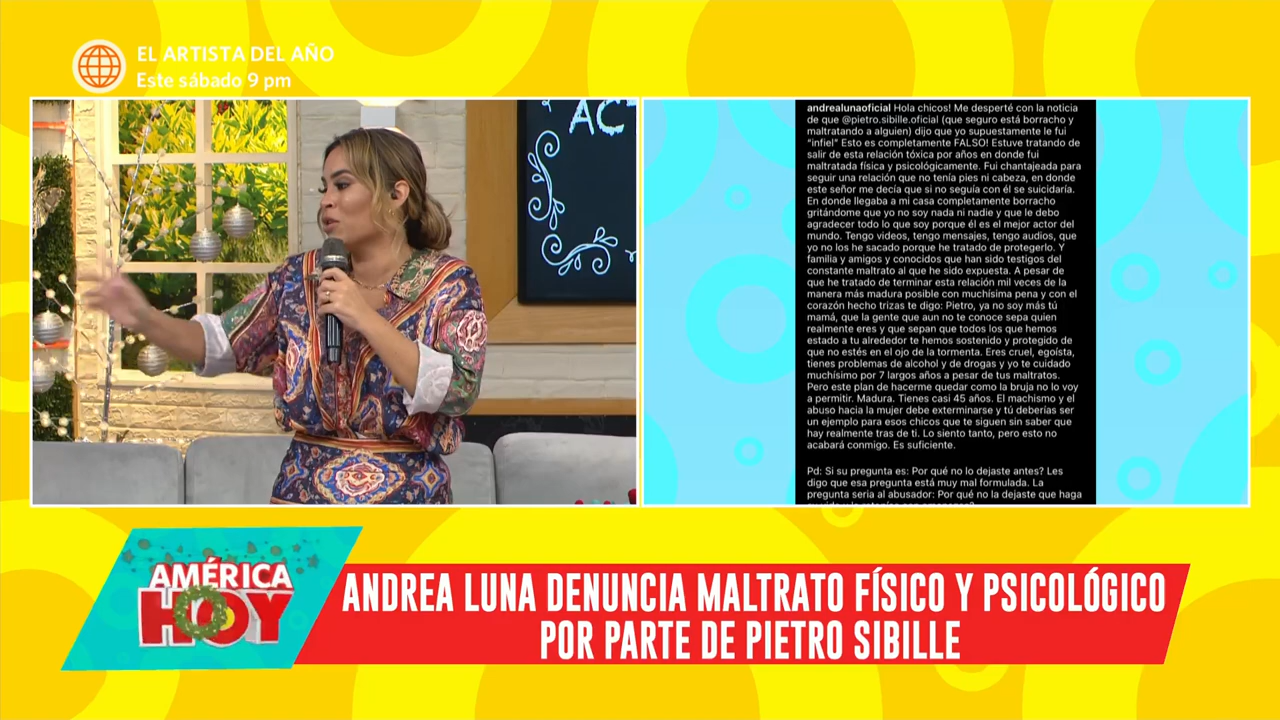 EL ARTISTA DEL AÑO
Este sábado 9 pm
AC
andrealunaoficial Hola chicos! Me desperté con la noticia
de que @pietro.sibille.oficial (que seguro está borracho y
maltratando a alguien) dijo que yo supuestamente le fui
"infiel" Esto es completamente FALSO! Estuve tratando de
salir de esta relación tóxica por años en donde fui
maltratada física y psicológicamente. Fui chantajeada para
seguir una relación que no tenía pies ni cabeza, en donde
este señor me decía que si no seguía con él se suicidaría.
En donde llegaba a mi casa completamente borracho
gritándome que yo no soy nada ni nadie y que le debo
agradecer todo lo que soy porque él es el mejor actor del
mundo. Tengo videos, tengo mensajes, tengo audios, que
yo no los he sacado porque he tratado de protegerlo. Y
familia y amigos y conocidos que han sido testigos del
constante maltrato al que he sido expuesta. A pesar de
que he tratado de terminar esta relación mil veces de la
manera más madura posible con muchísima pena y con el
corazón hecho trizas te digo: Pietro, ya no soy más tú
mamá, que la gente que aun no te conoce sepa quien
realmente eres y que sepan que todos los que hemos
estado a tu alrededor te hemos sostenido y protegido de
que no estés en el ojo de la tormenta. Eres cruel, egoísta,
tienes problemas de alcohol y de drogas y yo te cuidado
muchísimo por 7 largos años a pesar de tus maltratos.
Pero este plan de hacerme quedar como la bruja no lo voy
a permitir. Madura. Tienes casi 45 años. El machismo y el
abuso hacia la mujer debe exterminarse y tú deberías ser
un ejemplo para esos chicos que te siguen sin saber que
hay realmente tras de ti. Lo siento tanto, pero esto no
acabará conmigo. Es suficiente.
Pd: Si su pregunta es: Por qué no lo dejaste antes? Les
digo que esa pregunta está muy mal formulada. La
pregunta seria al abusador: Por qué no la dejaste que haga
AMÉRICA
HOY
ANDREA LUNA DENUNCIA MALTRATO FÍSICO Y PSICOLÓGICO
POR PARTE DE PIETRO SIBILLE